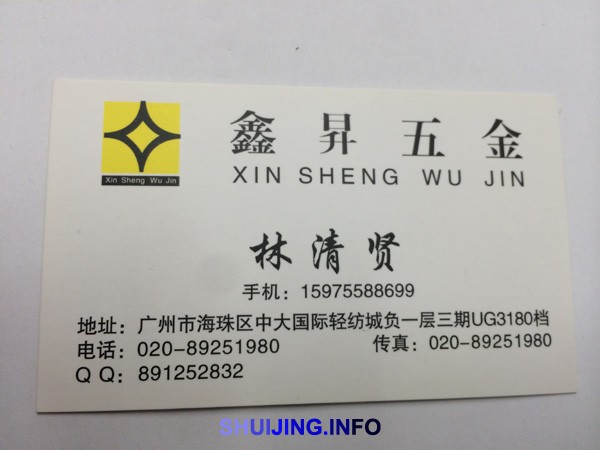 Xin Sheng Wu Jin
鑫昇五金
XIN SHENG WU JIN
林清贤
手机：15975588699
地址：广州市海珠区中大国际轻纺城负一层三期UG3180档
电话：020-89251980 传真：020-89251980
QQ：891252832
SHUIJING.INFO